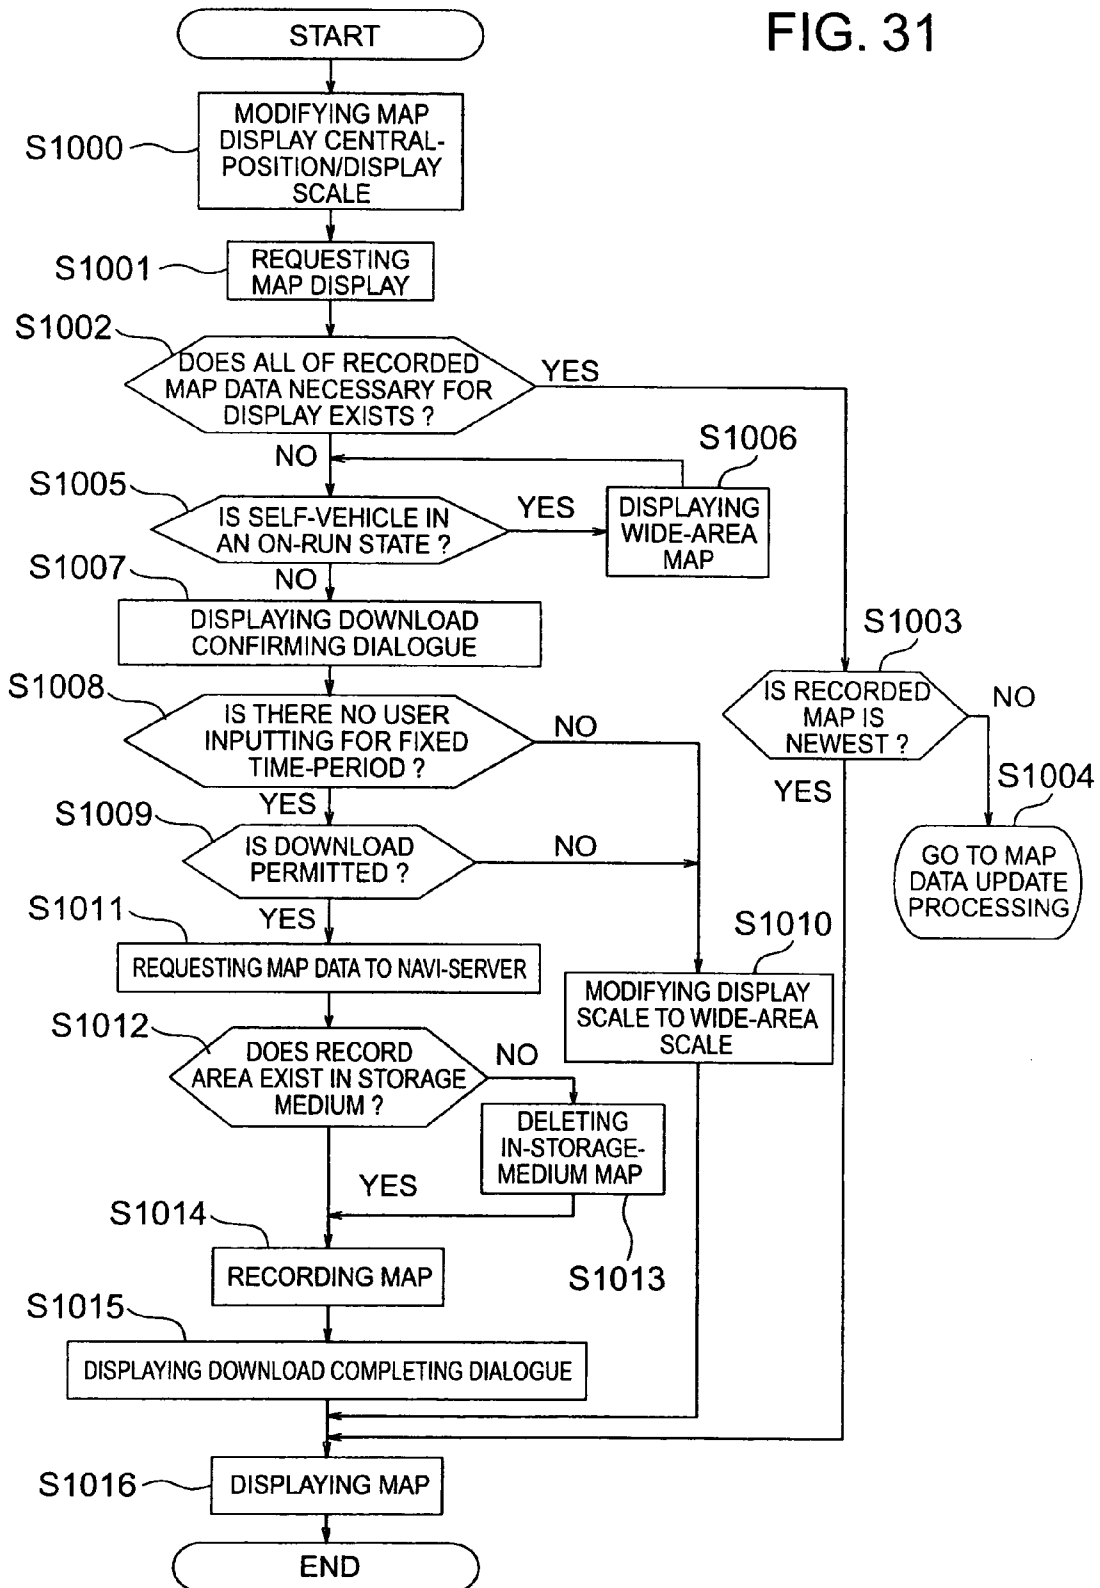 FIG. 31
START
S1000
MODIFYING MAP
DISPLAY CENTRAL-
POSITION/DISPLAY
SCALE
S1001
REQUESTING
MAP DISPLAY
S1002
DOES ALL OF RECORDED
MAP DATA NECESSARY FOR
DISPLAY EXISTS ?
YES
NO
S1006
DISPLAYING
WIDE-AREA
MAP
S1005
IS SELF-VEHICLE IN
AN ON-RUN STATE ?
YES
NO
S1007
DISPLAYING DOWNLOAD
CONFIRMING DIALOGUE
S1003
IS RECORDED
MAP IS
NEWEST ?
NO
YES
S1004
GO TO MAP
DATA UPDATE
PROCESSING
S1008
IS THERE NO USER
INPUTTING FOR FIXED
TIME-PERIOD ?
NO
YES
S1009
IS DOWNLOAD
PERMITTED ?
NO
YES
S1011
REQUESTING MAP DATA TO NAVI-SERVER
S1010
MODIFYING DISPLAY
SCALE TO WIDE-AREA
SCALE
S1012
DOES RECORD
AREA EXIST IN STORAGE
MEDIUM ?
NO
DELETING
IN-STORAGE-
MEDIUM MAP
YES
S1013
S1014
RECORDING MAP
S1015
DISPLAYING DOWNLOAD COMPLETING DIALOGUE
S1016
DISPLAYING MAP
END